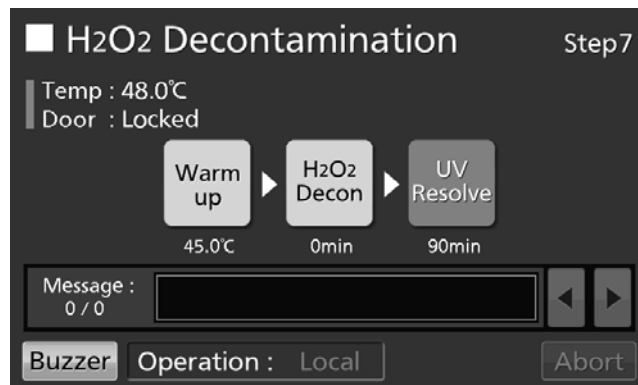 H2O2 Decontamination Step7
Temp : 48.0℃
Door : Locked
Warm up
H2O2 Decon
UV Resolve
45.0℃ 0min 90min
Message : 0 / 0
Buzzer Operation : Local Abort